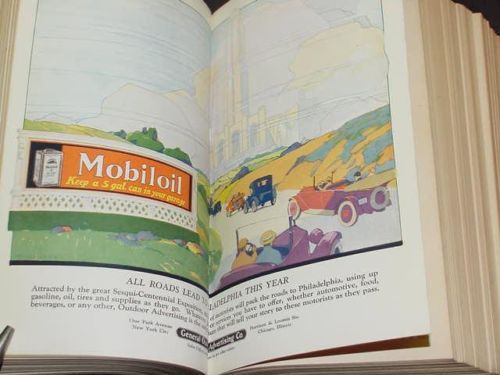 Mobiloil
Keep a 5 gal. can in your garage
ALL ROADS LEAD TO PHILADELPHIA THIS YEAR
Attracted by the great Sesqui-Centennial Exposition, of motorists will pack the roads to Philadelphia, using up
gasoline, oil, tires and supplies as they go. services you have to offer, whether automotive, food,
beverages, or any other, Outdoor Advertising is the that will tell your story to these motorists as they pass.
One Park Avenue
New York City
General Advertising Co
Harrison & Loomis Sts.
Chicago, Illinois